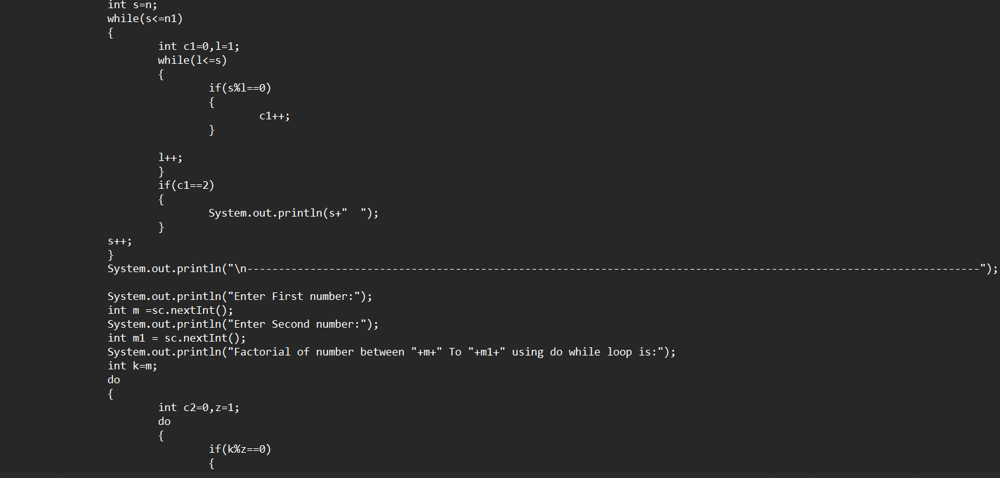 int s=n;
while(s<=n1)
{
int c1=0,l=1;
while(l<=s)
{
if(s%l==0)
{
c1++;
}
l++;
}
if(c1==2)
{
System.out.println(s+"  ");
}
s++;
}
System.out.println("\n--------------------------------------------------------------------------------------------------------------------");
System.out.println("Enter First number:");
int m =sc.nextInt();
System.out.println("Enter Second number:");
int m1 = sc.nextInt();
System.out.println("Factorial of number between "+m+" To "+m1+" using do while loop is:");
int k=m;
do
{
int c2=0,z=1;
do
{
if(k%z==0)
{